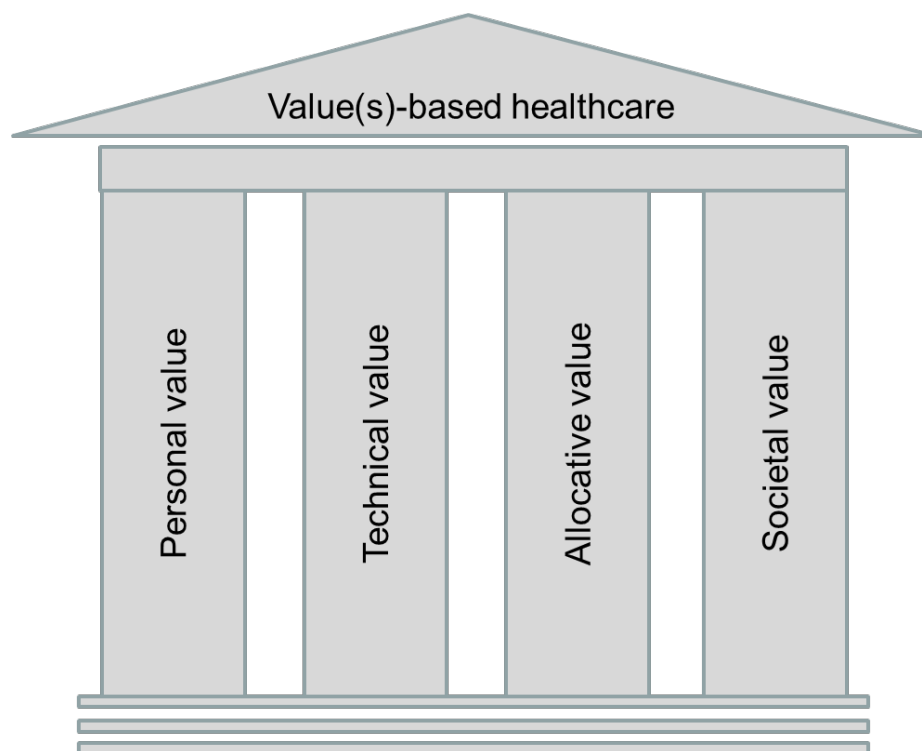 Value(s)-based healthcare
Personal value
Technical value
Allocative value
Societal value